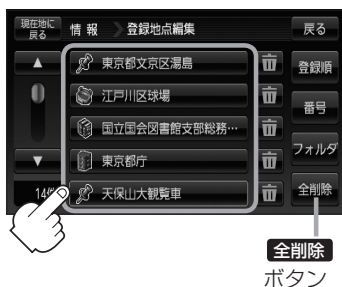 現在地に
戻る
情報 登録地点編集 戻る
東京都文京区湯島 登録順
江戸川区球場 番号
国立国会図書館支部総務…
東京都庁 フォルダ
14件 天保山大観覧車 全削除
全削除
ボタン